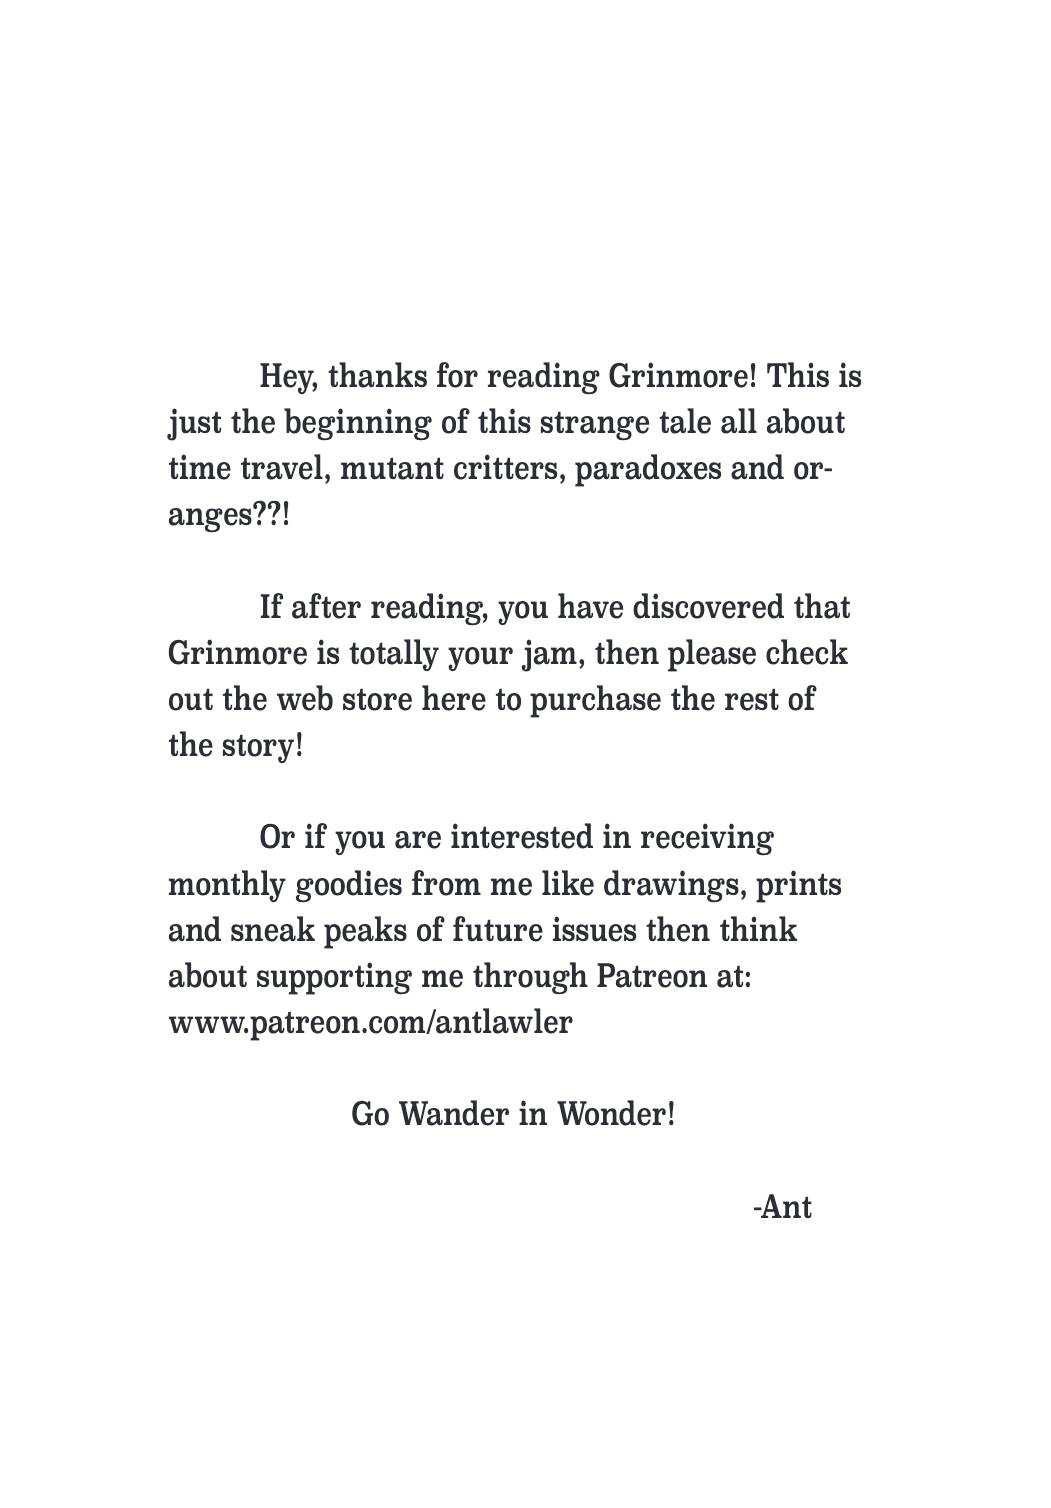 Hey, thanks for reading Grinmore! This is
just the beginning of this strange tale all about
time travel, mutant critters, paradoxes and or-
anges??!
If after reading, you have discovered that
Grinmore is totally your jam, then please check
out the web store here to purchase the rest of
the story!
Or if you are interested in receiving
monthly goodies from me like drawings, prints
and sneak peaks of future issues then think
about supporting me through Patreon at:
www.patreon.com/antlawler
Go Wander in Wonder!
-Ant